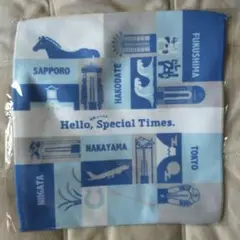 SAPPORO
HAKODATE
FUKUSHIMA
Hello, Special Times.
NIIGATA
NAKAYAMA
TOKYO